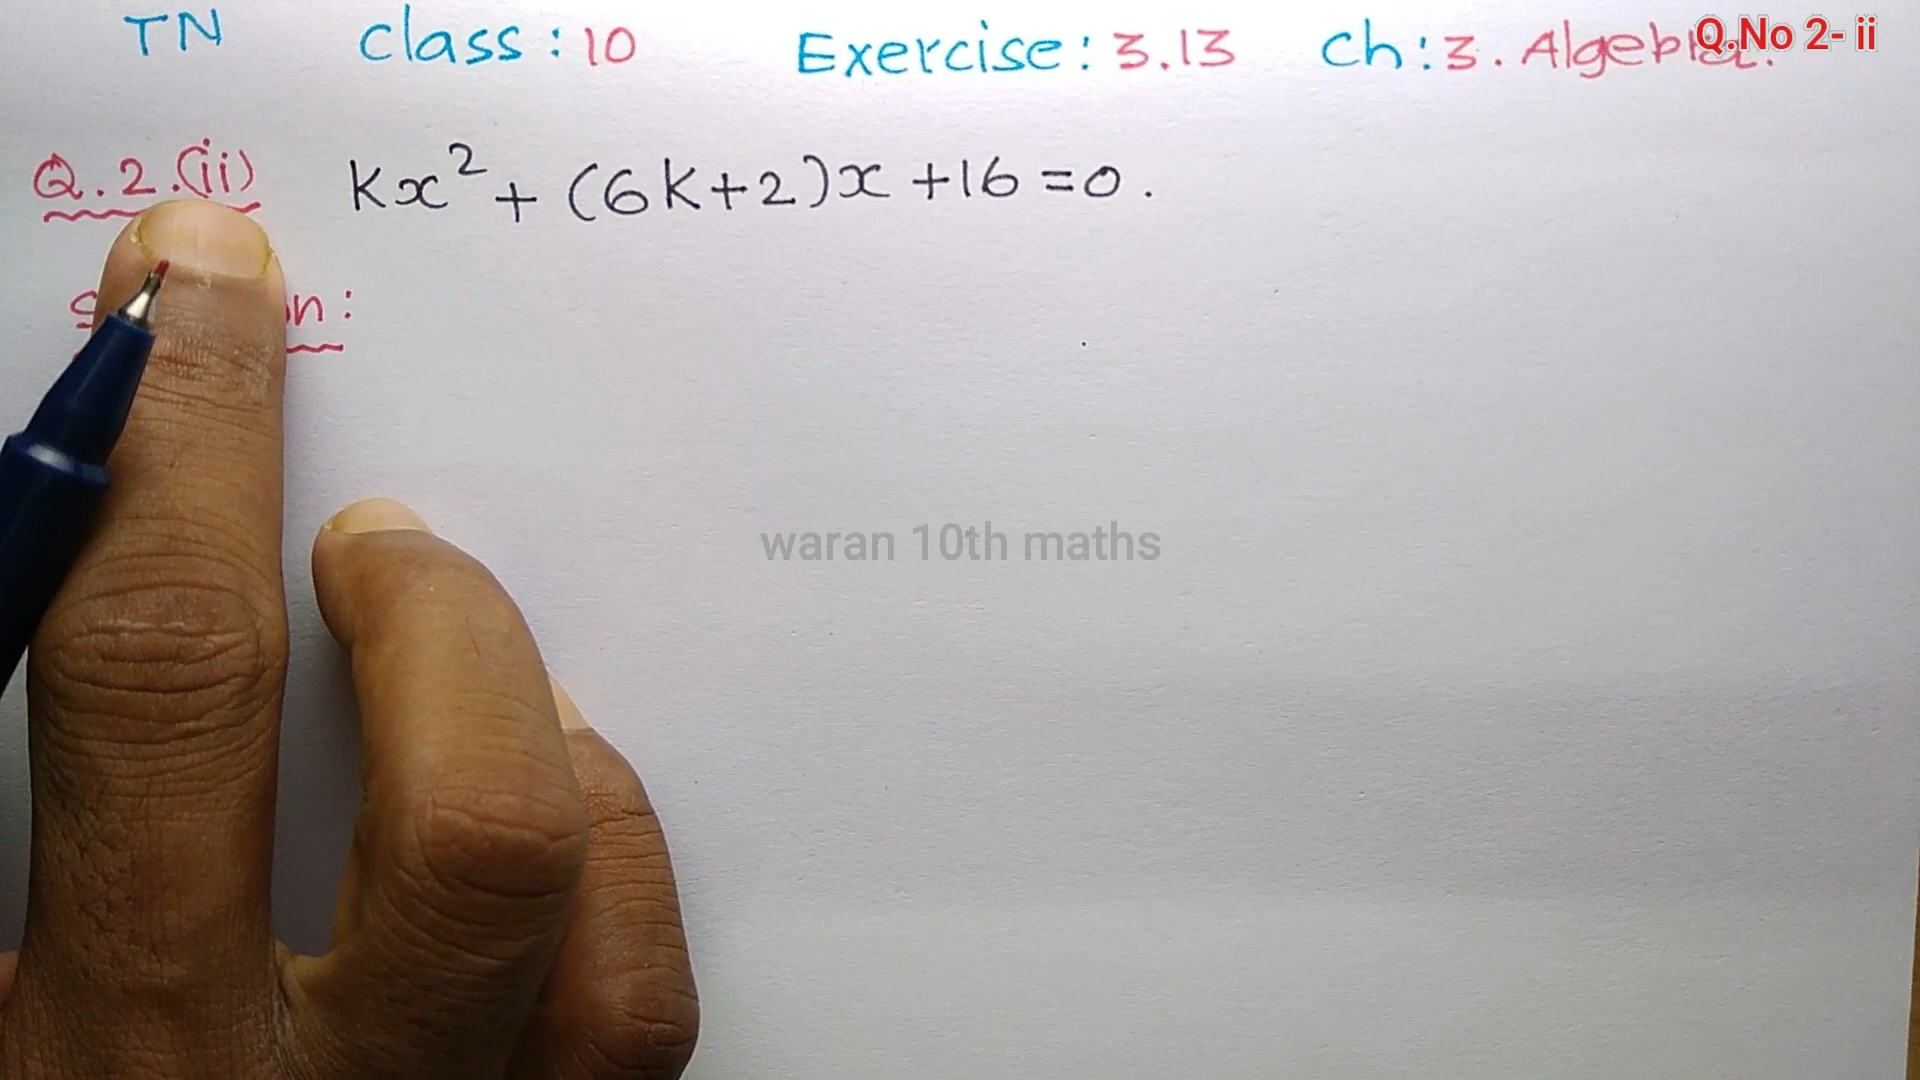 TN Class: 10 Exercise: 3.13 Ch: 3. Algebra.
Q.No 2- ii
Q.2.(ii) Kx² + (6K+2)x +16 =0.
waran 10th maths